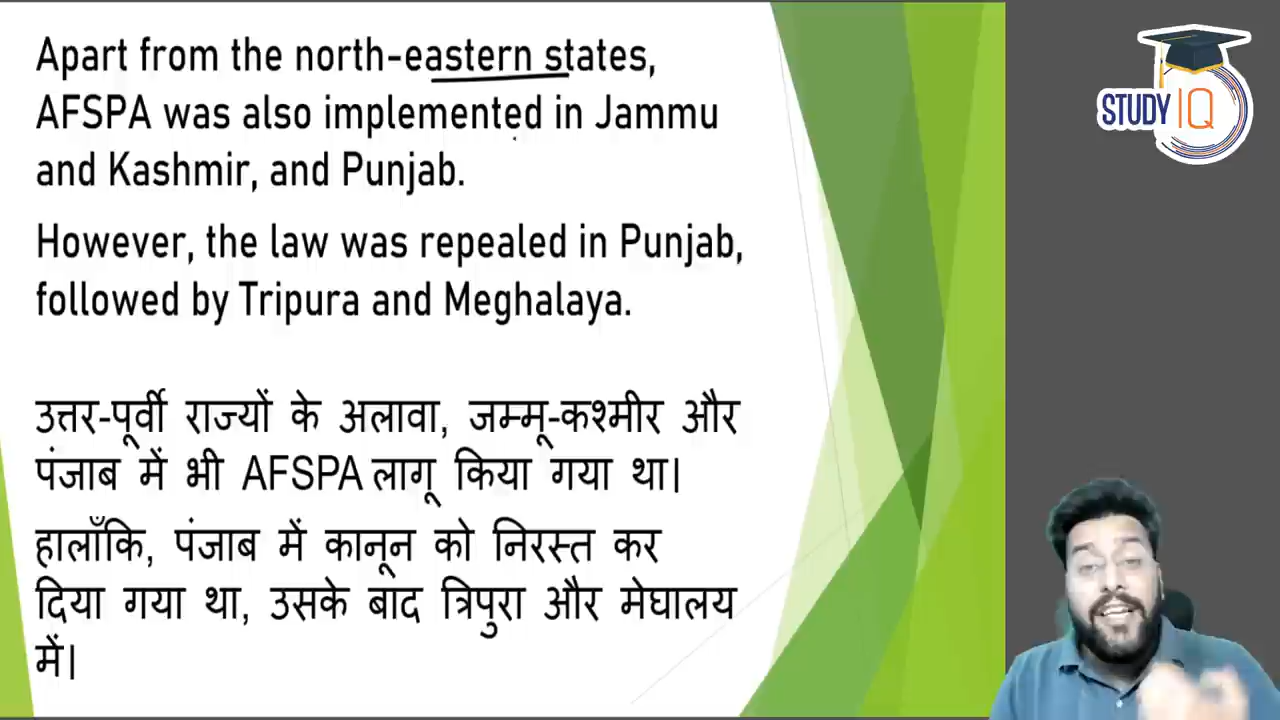 Apart from the north-eastern states,
AFSPA was also implemented in Jammu
and Kashmir, and Punjab.
However, the law was repealed in Punjab,
followed by Tripura and Meghalaya.
उत्तर-पूर्वी राज्यों के अलावा, जम्मू-कश्मीर और
पंजाब में भी AFSPA लागू किया गया था।
हालाँकि, पंजाब में कानून को निरस्त कर
दिया गया था, उसके बाद त्रिपुरा और मेघालय
में।
STUDY IQ